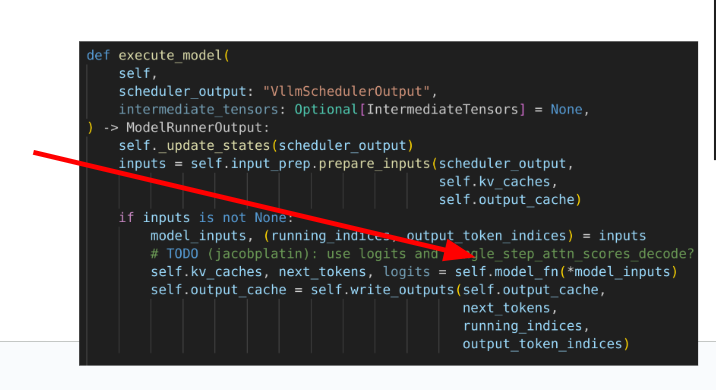 def execute_model(
self,
scheduler_output: "VllmSchedulerOutput",
intermediate_tensors: Optional[IntermediateTensors] = None,
) -> ModelRunnerOutput:
self._update_states(scheduler_output)
inputs = self.input_prep.prepare_inputs(scheduler_output,
self.kv_caches,
self.output_cache)
if inputs is not None:
model_inputs, (running_indices, output_token_indices) = inputs
# TODO (jacobplatin): use logits and single_step_attn_scores_decode?
self.kv_caches, next_tokens, logits = self.model_fn(*model_inputs)
self.output_cache = self.write_outputs(self.output_cache,
next_tokens,
running_indices,
output_token_indices)